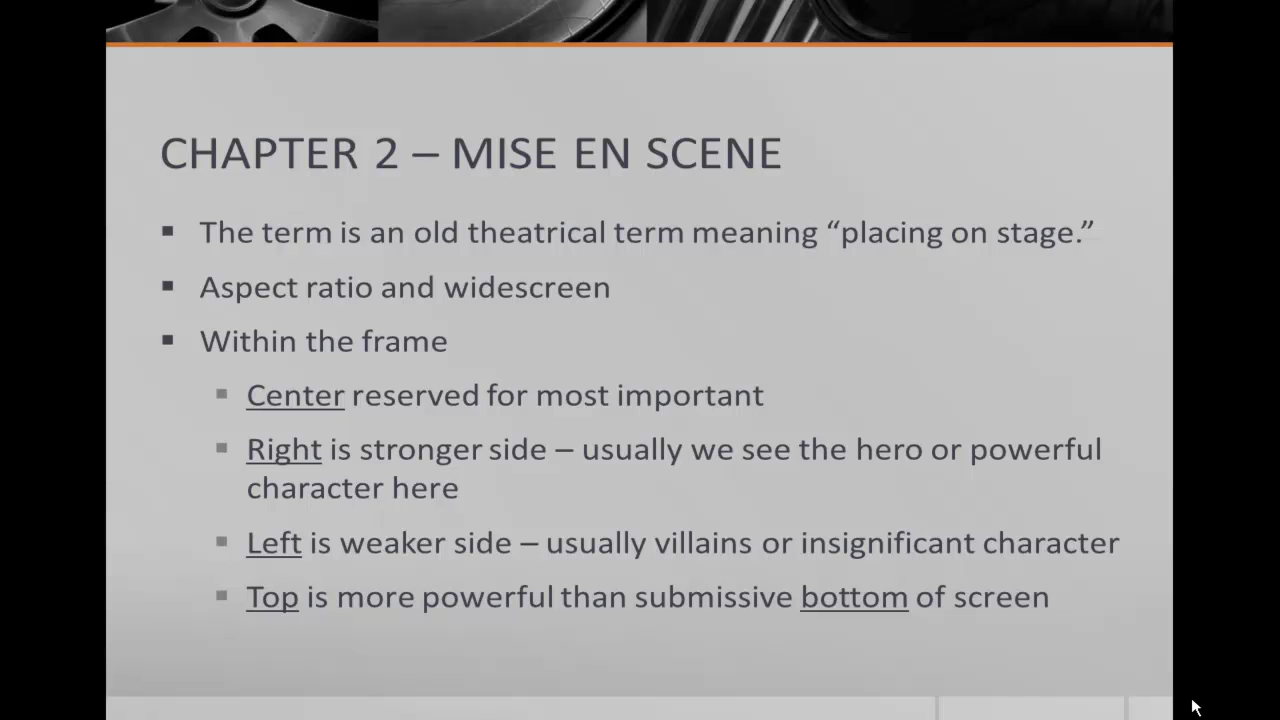 CHAPTER 2 – MISE EN SCENE
▪ The term is an old theatrical term meaning “placing on stage.”
▪ Aspect ratio and widescreen
▪ Within the frame
▪ Center reserved for most important
▪ Right is stronger side – usually we see the hero or powerful
character here
▪ Left is weaker side – usually villains or insignificant character
▪ Top is more powerful than submissive bottom of screen